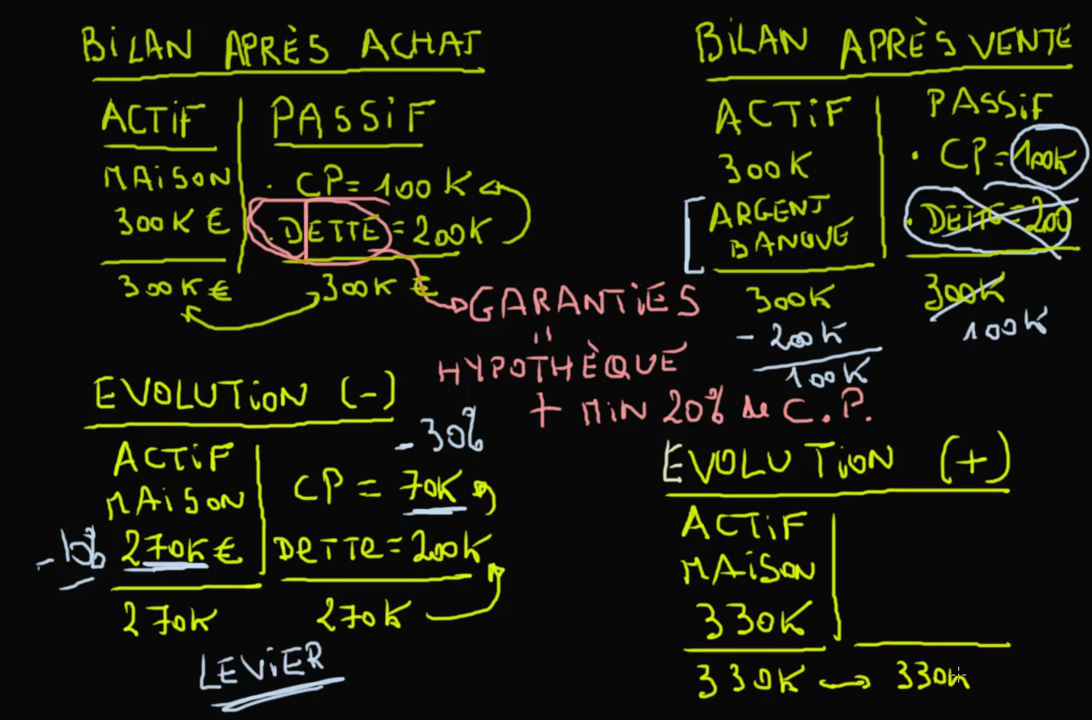 BiLAN APRÈS ACHAT
ACTiF
PASSiF
MAiSON
300K €
· CP = 100K
· DETTE = 200K
300K €
300K €
GARANTiES
=
HYPOTHÈQUE
+ MiN 20% de C.P.
BiLAN APRÈS VENTE
ACTiF
PASSiF
300K
ARGENT
BANQUE
· CP = 100K
· DETTE = 200
300K
300K
- 200K
100K
100K
EVOLUTiON (-)
ACTiF
MAiSON
- 10%
270K €
- 30%
CP = 70K
DETTE = 200K
270K
270K
LEViER
EVOLUTiON (+)
ACTiF
MAiSON
330K
330K
330K